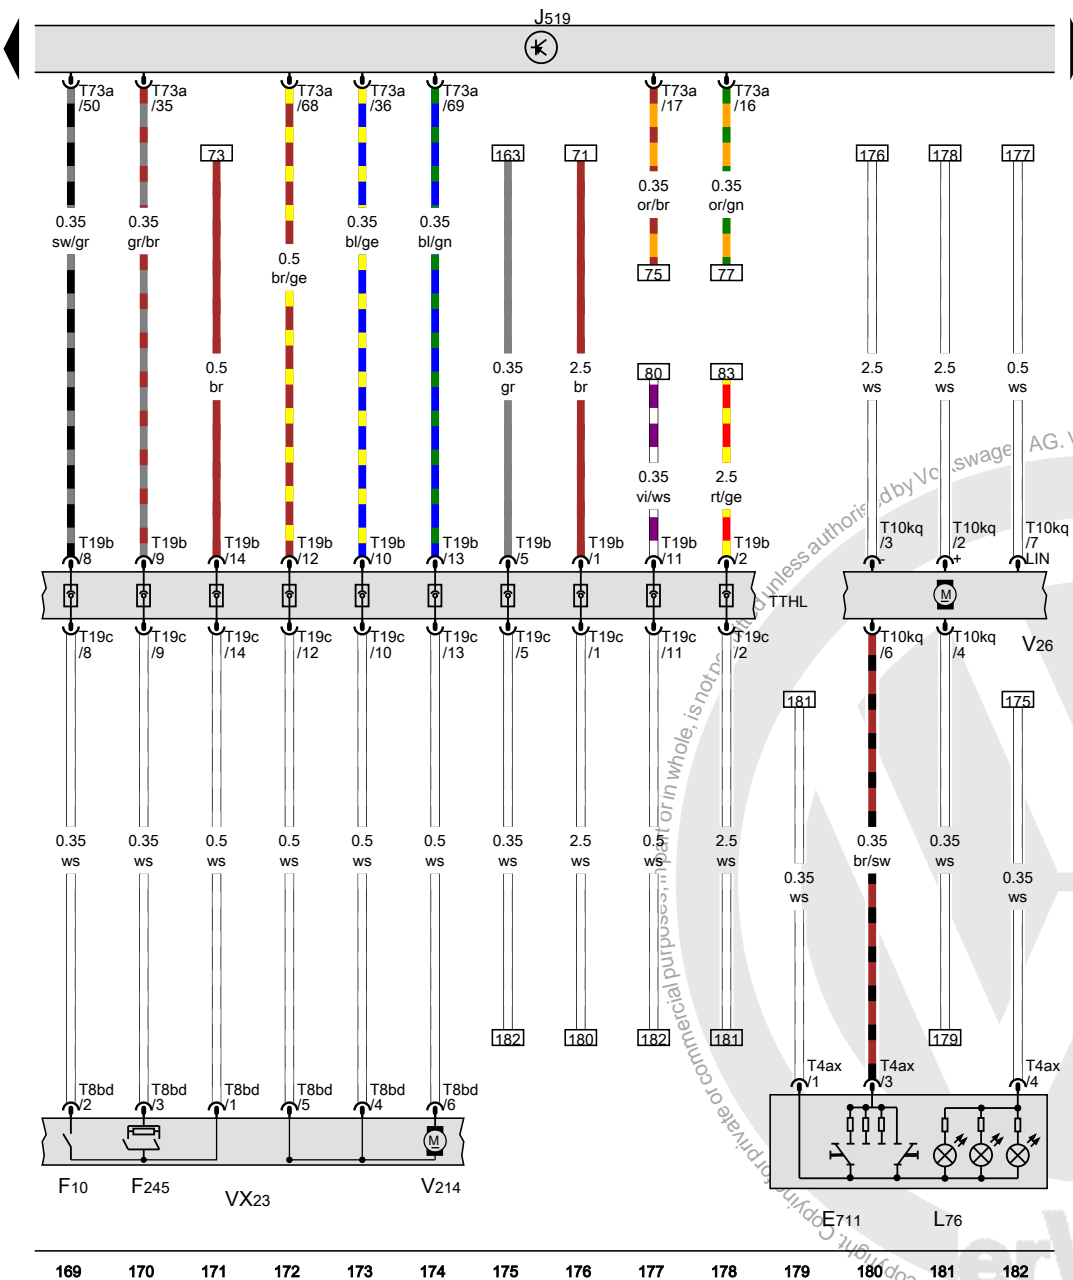 J519
T73a T73a T73a T73a T73a T73a T73a
/50 /35 /68 /36 /69 /17 /16
73 163 71 176 178 177
0.35 0.35
or/br or/gn
0.35 0.35 0.35 0.35
sw/gr gr/br bl/ge bl/gn
0.5
br/ge
75 77
0.5 0.35 2.5 80 83 2.5 2.5 0.5
br gr br ws ws ws
0.35 2.5
vi/ws rt/ge
T10kq T10kq T10kq
/3 /2 /7
T19b T19b T19b T19b T19b T19b T19b T19b T19b T19b
/8 /9 /14 /12 /10 /13 /5 /1 /11 /2 - + LIN
M
TTHL
T19c T19c T19c T19c T19c T19c T19c T19c T19c T19c T10kq T10kq
/8 /9 /14 /12 /10 /13 /5 /1 /11 /2 /6 /4
V26
181 175
0.35 0.35 0.5 0.5 0.5 0.5 0.35 2.5 0.5 2.5 0.35 0.35
ws ws ws ws ws ws ws ws ws ws br/sw ws
0.35 0.35
ws ws
182 180 182 181 179
T4ax T4ax T4ax
/1 /3 /4
T8bd T8bd T8bd T8bd T8bd T8bd
/2 /3 /1 /5 /4 /6
M
F10 F245 VX23 V214
E711 L76
169 170 171 172 173 174 175 176 177 178 179 180 181 182